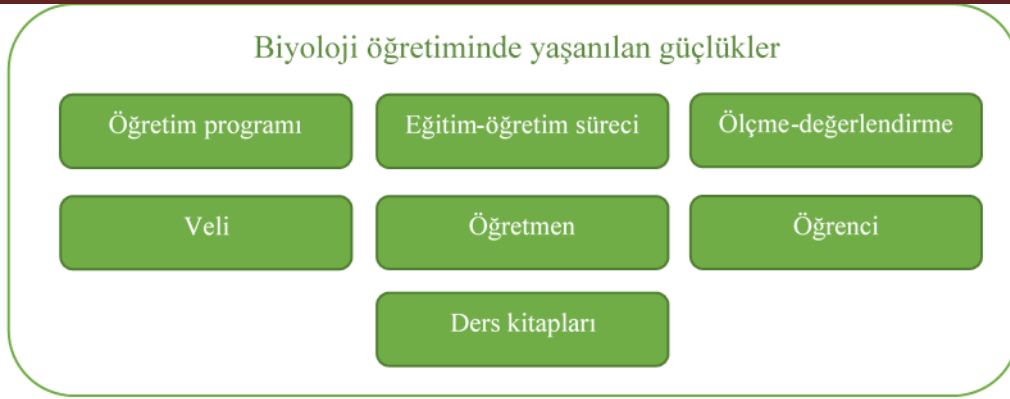 Biyoloji öğretiminde yaşanılan güçlükler
Öğretim programı
Eğitim-öğretim süreci
Ölçme-değerlendirme
Veli
Öğretmen
Öğrenci
Ders kitapları